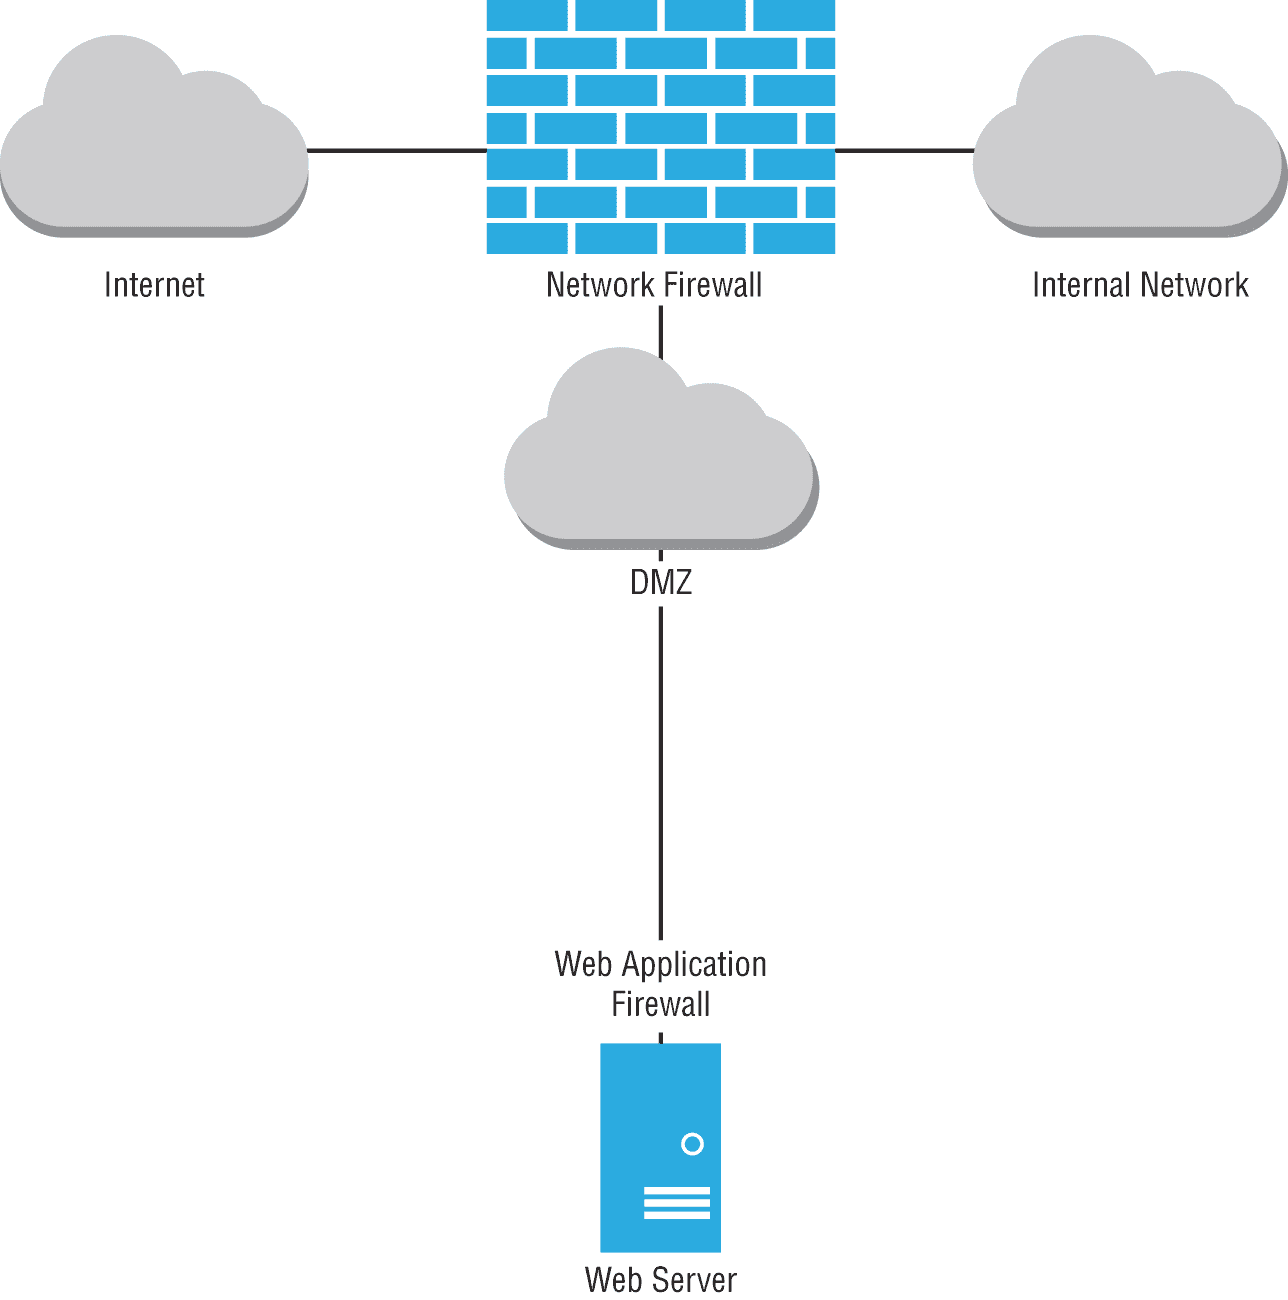 Internet
Network Firewall
Internal Network
DMZ
Web Application
Firewall
Web Server